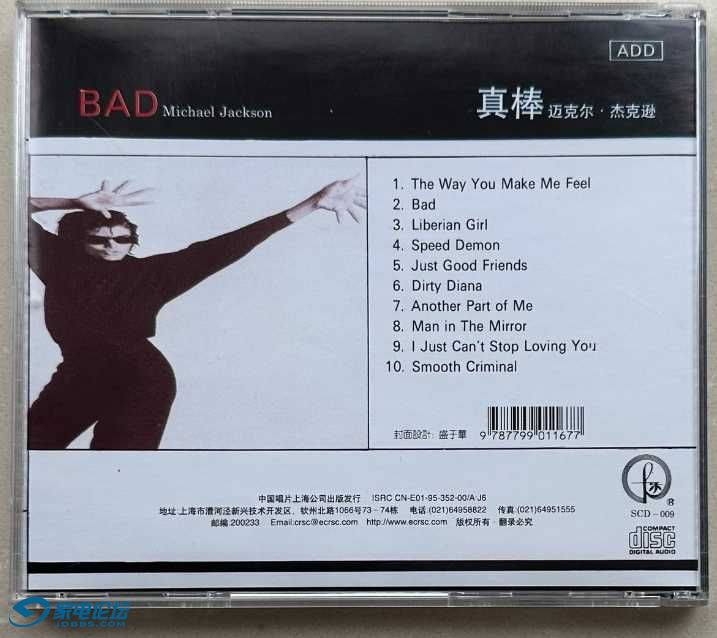 ADD
BAD Michael Jackson
真棒 迈克尔·杰克逊
1. The Way You Make Me Feel
2. Bad
3. Liberian Girl
4. Speed Demon
5. Just Good Friends
6. Dirty Diana
7. Another Part of Me
8. Man in The Mirror
9. I Just Can't Stop Loving You
10. Smooth Criminal
封面設計: 盛于華
9 787799 011677
中国唱片上海公司出版发行 ISRC CN-E01-95-352-00/A·J6
地址:上海市漕河泾新兴技术开发区, 钦州北路1066号73-74栋 电话:(021)64958822 传真:(021)64951555
邮编:200233 Email:crsc@ecrsc.com http://www.ecrsc.com 版权所有·翻录必究
®
SCD-009
COMPACT
disc
DIGITAL AUDIO
家电论坛
JDBBS.COM